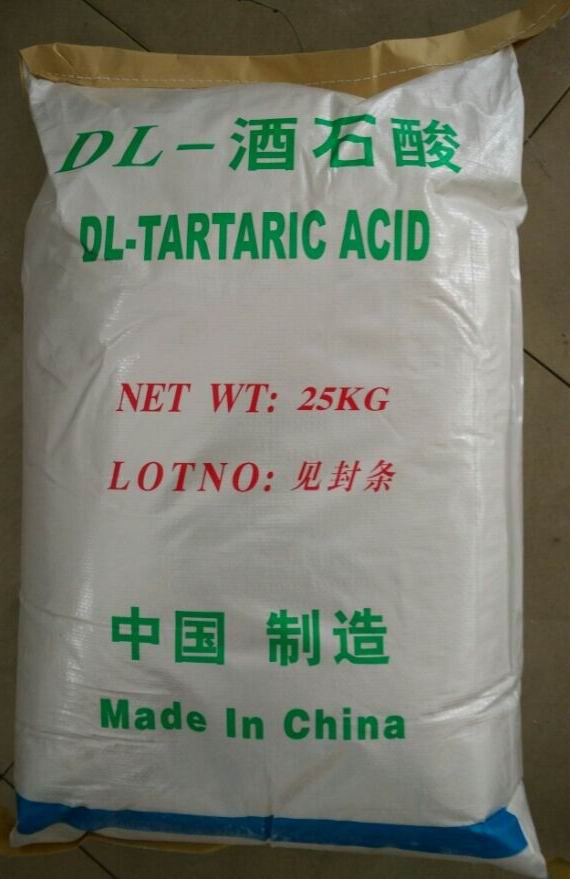 DL-酒石酸
DL-TARTARIC ACID
NET WT: 25KG
LOTNO: 见封条
中国 制造
Made In China